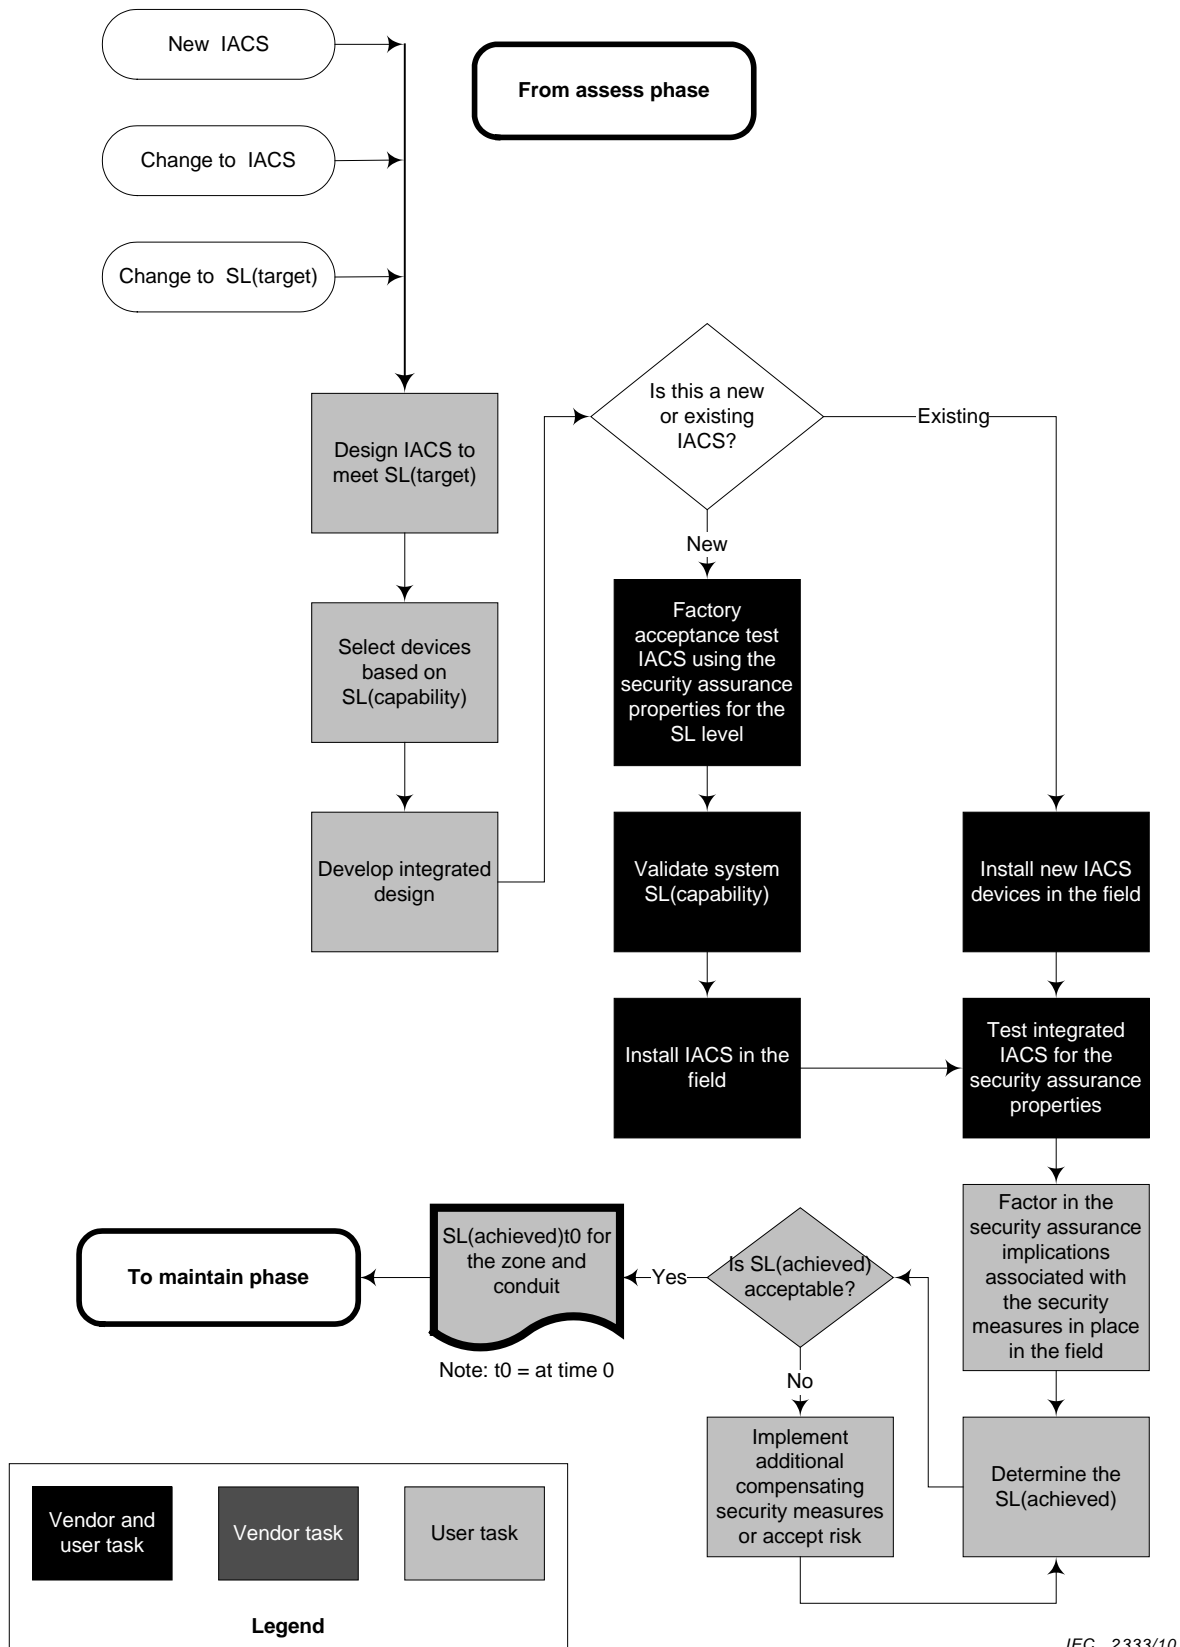 New IACS
From assess phase
Change to IACS
Change to SL(target)
Design IACS to
meet SL(target)
Select devices
based on
SL(capability)
Develop integrated
design
Is this a new
or existing
IACS?
Existing
New
Factory
acceptance test
IACS using the
security assurance
properties for the
SL level
Validate system
SL(capability)
Install IACS in the
field
Install new IACS
devices in the field
Test integrated
IACS for the
security assurance
properties
Factor in the
security assurance
implications
associated with
the security
measures in place
in the field
Determine the
SL(achieved)
Is SL(achieved)
acceptable?
Yes
No
Implement
additional
compensating
security measures
or accept risk
SL(achieved)t0 for
the zone and
conduit
Note: t0 = at time 0
To maintain phase
Vendor and
user task
Vendor task
User task
Legend
IEC 2333/10